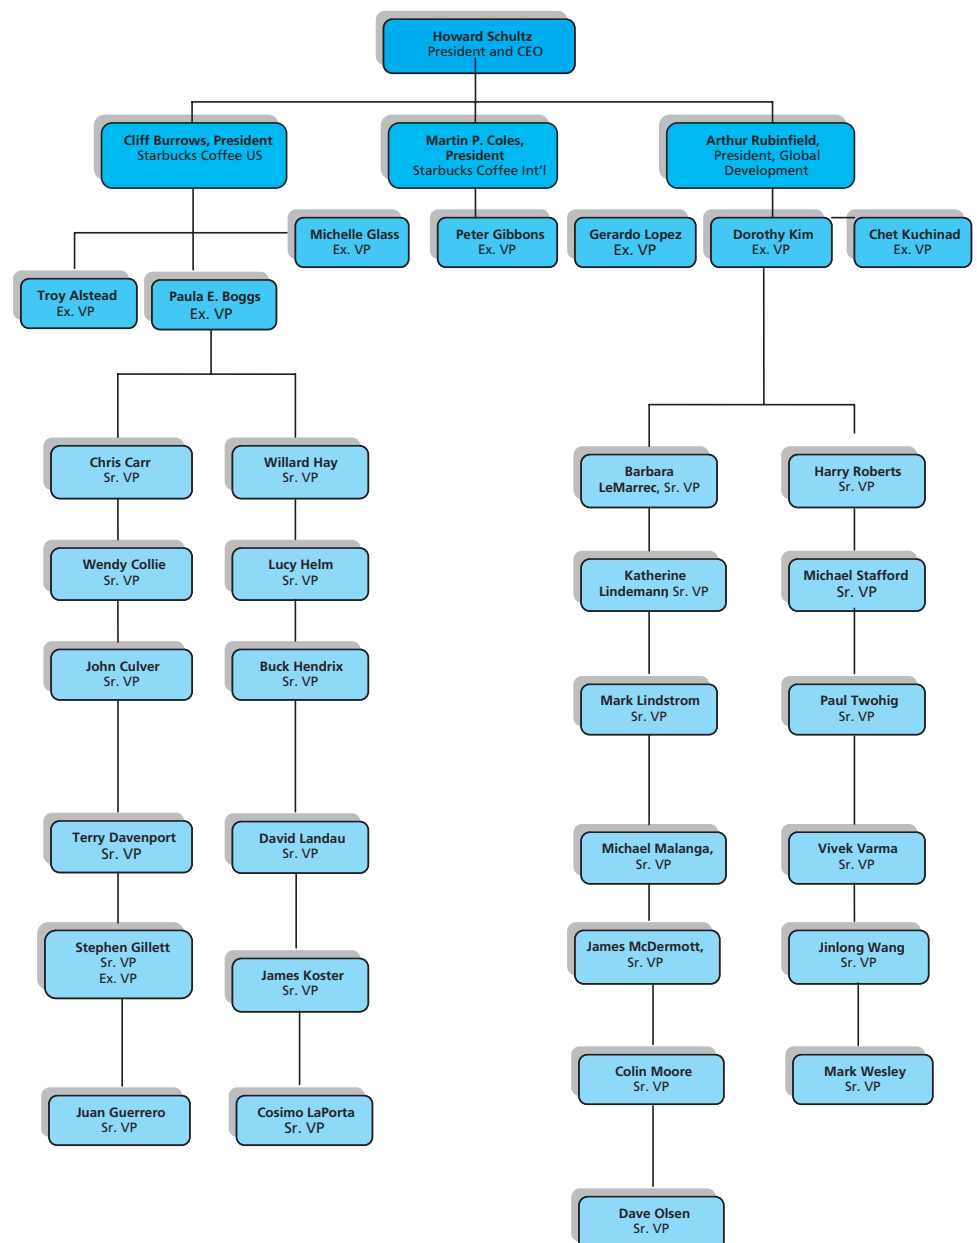 Howard Schultz
President and CEO
Cliff Burrows, President
Starbucks Coffee US
Martin P. Coles,
President
Starbucks Coffee Int'l
Arthur Rubinfield,
President, Global
Development
Michelle Glass
Ex. VP
Peter Gibbons
Ex. VP
Gerardo Lopez
Ex. VP
Dorothy Kim
Ex. VP
Chet Kuchinad
Ex. VP
Troy Alstead
Ex. VP
Paula E. Boggs
Ex. VP
Chris Carr
Sr. VP
Willard Hay
Sr. VP
Barbara
LeMarrec, Sr. VP
Harry Roberts
Sr. VP
Wendy Collie
Sr. VP
Lucy Helm
Sr. VP
Katherine
Lindemann, Sr. VP
Michael Stafford
Sr. VP
John Culver
Sr. VP
Buck Hendrix
Sr. VP
Mark Lindstrom
Sr. VP
Paul Twohig
Sr. VP
Terry Davenport
Sr. VP
David Landau
Sr. VP
Michael Malanga,
Sr. VP
Vivek Varma
Sr. VP
Stephen Gillett
Sr. VP
Ex. VP
James Koster
Sr. VP
James McDermott,
Sr. VP
Jinlong Wang
Sr. VP
Colin Moore
Sr. VP
Mark Wesley
Sr. VP
Juan Guerrero
Sr. VP
Cosimo LaPorta
Sr. VP
Dave Olsen
Sr. VP